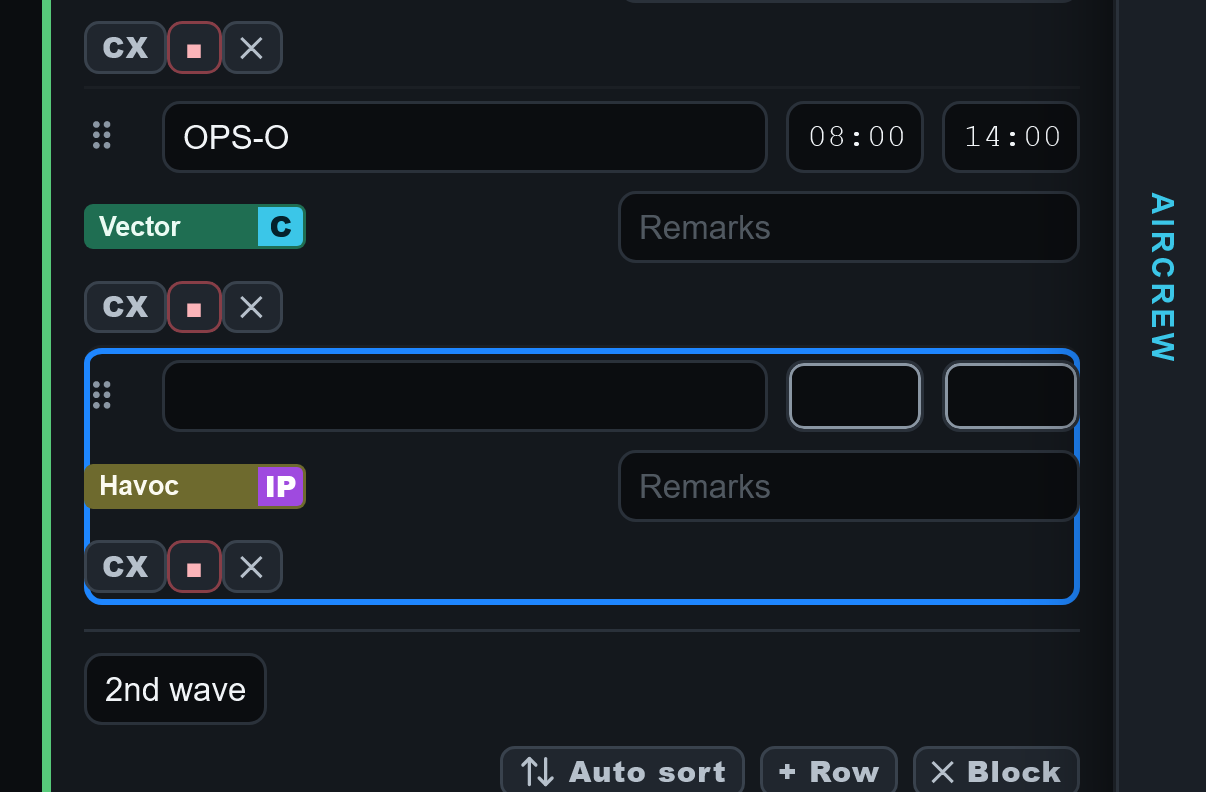 CX
OPS-O 08:00 14:00
Vector C Remarks
CX
Havoc IP Remarks
CX
2nd wave
Auto sort + Row × Block
AIRCREW